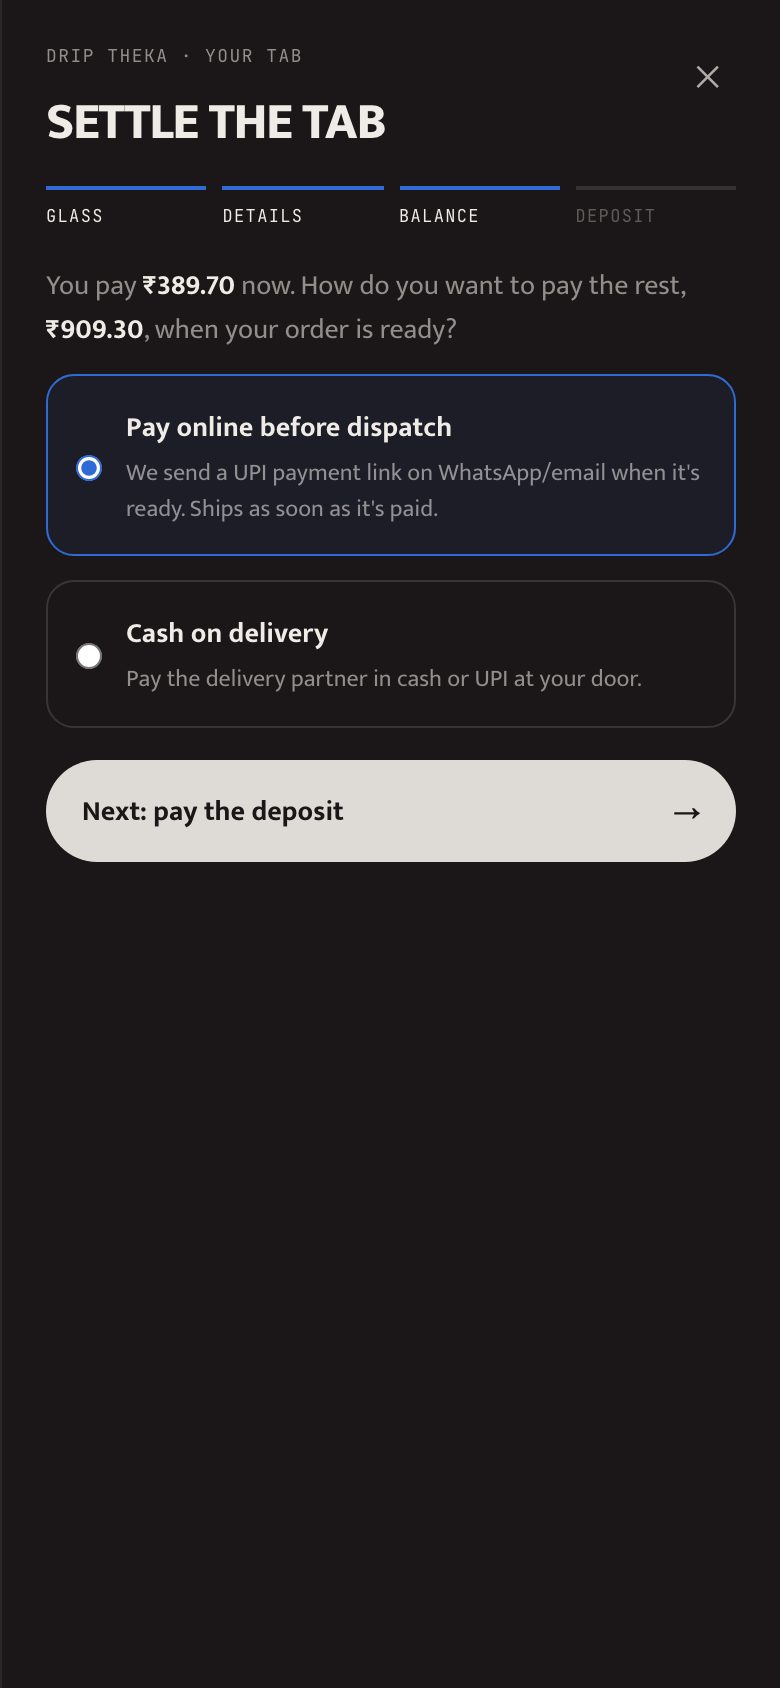 DRIP THEKA · YOUR TAB
SETTLE THE TAB
GLASS
DETAILS
BALANCE
DEPOSIT
You pay ₹389.70 now. How do you want to pay the rest,
₹909.30, when your order is ready?
Pay online before dispatch
We send a UPI payment link on WhatsApp/email when it's
ready. Ships as soon as it's paid.
Cash on delivery
Pay the delivery partner in cash or UPI at your door.
Next: pay the deposit →